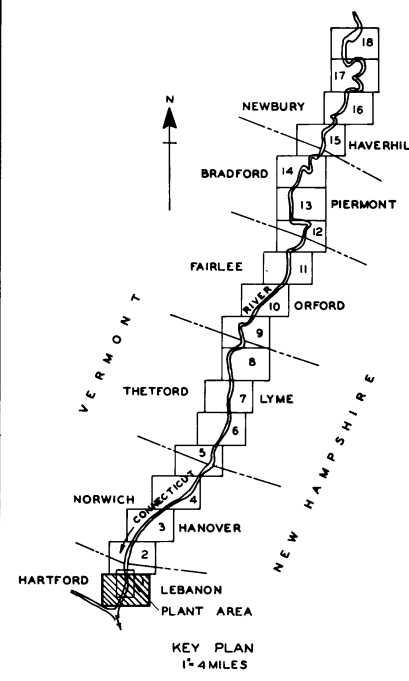 18
17
N
NEWBURY
16
15
HAVERHIL
BRADFORD
14
13
PIERMONT
12
FAIRLEE
11
RIVER
10
ORFORD
9
VERMONT
8
THETFORD
7
LYME
6
5
NEW HAMPSHIRE
NORWICH
CONNECTICUT
4
3
HANOVER
2
HARTFORD
LEBANON
PLANT AREA
KEY PLAN
1"=4 MILES